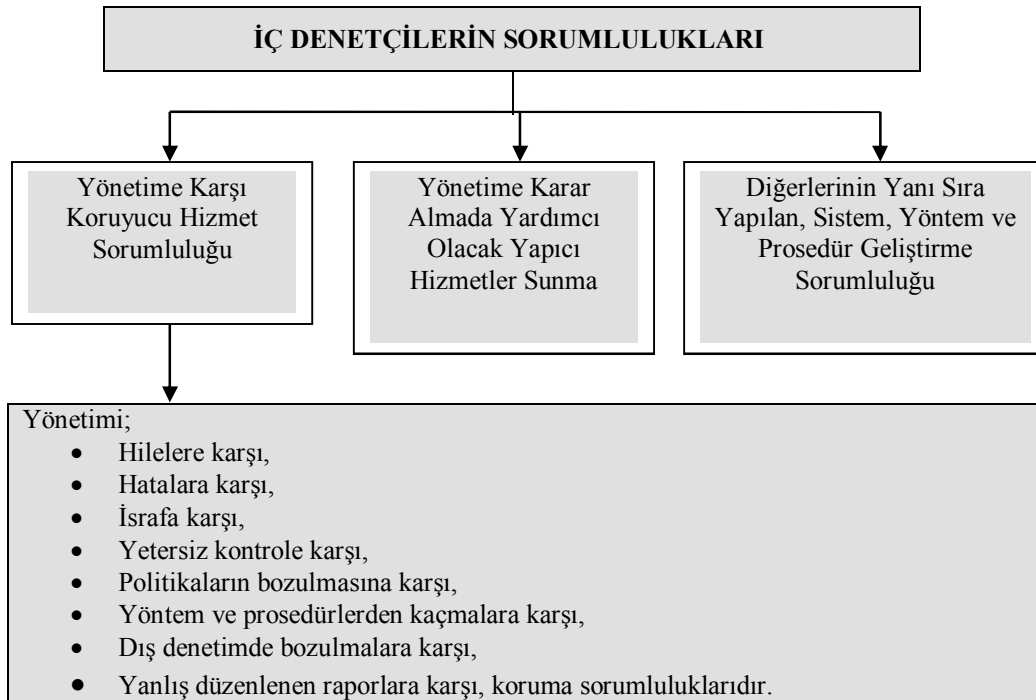 İÇ DENETÇİLERİN SORUMLULUKLARI
Yönetime Karşı
Koruyucu Hizmet
Sorumluluğu
Yönetime Karar
Almada Yardımcı
Olacak Yapıcı
Hizmetler Sunma
Diğerlerinin Yanı Sıra
Yapılan, Sistem, Yöntem ve
Prosedür Geliştirme
Sorumluluğu
Yönetimi;
• Hilelere karşı,
• Hatalara karşı,
• İsrafa karşı,
• Yetersiz kontrole karşı,
• Politikaların bozulmasına karşı,
• Yöntem ve prosedürlerden kaçmalara karşı,
• Dış denetimde bozulmalara karşı,
• Yanlış düzenlenen raporlara karşı, koruma sorumluluklarıdır.